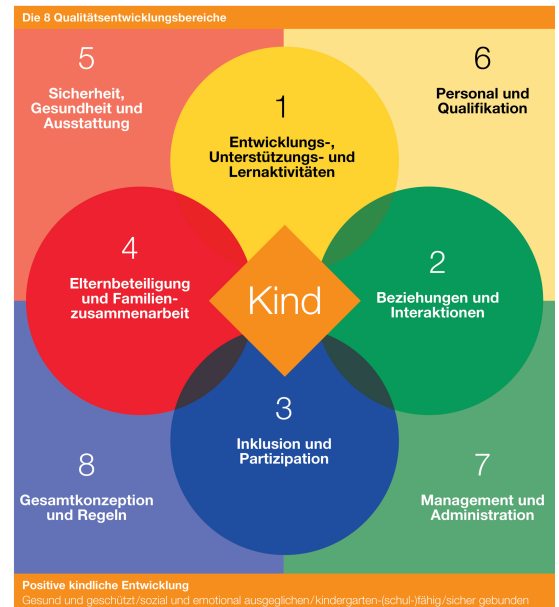 Die 8 Qualitätsentwicklungsbereiche
5
Sicherheit,
Gesundheit und
Ausstattung
6
Personal und
Qualifikation
1
Entwicklungs-,
Unterstützungs- und
Lernaktivitäten
4
Elternbeteiligung
und Familien-
zusammenarbeit
Kind
2
Beziehungen und
Interaktionen
3
Inklusion und
Partizipation
8
Gesamtkonzeption
und Regeln
7
Management und
Administration
Positive kindliche Entwicklung
Gesund und geschützt/sozial und emotional ausgeglichen/kindergarten-(schul-)fähig/sicher gebunden